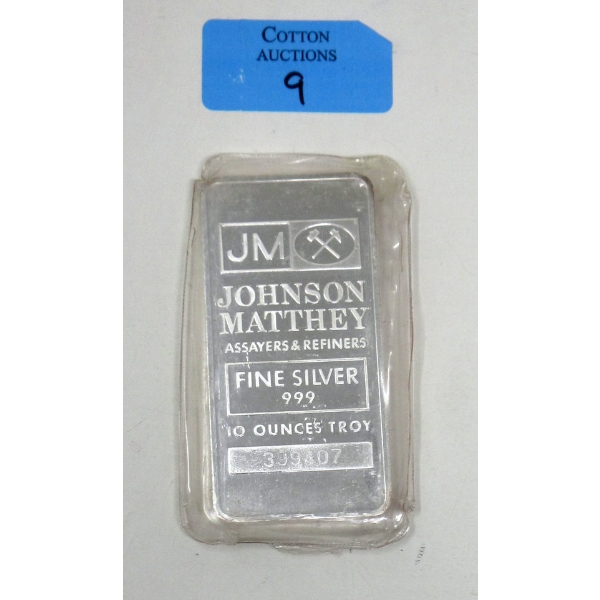 COTTON
AUCTIONS
9
JM
JOHNSON
MATTHEY
ASSAYERS & REFINERS
FINE SILVER
999
10 OUNCES TROY